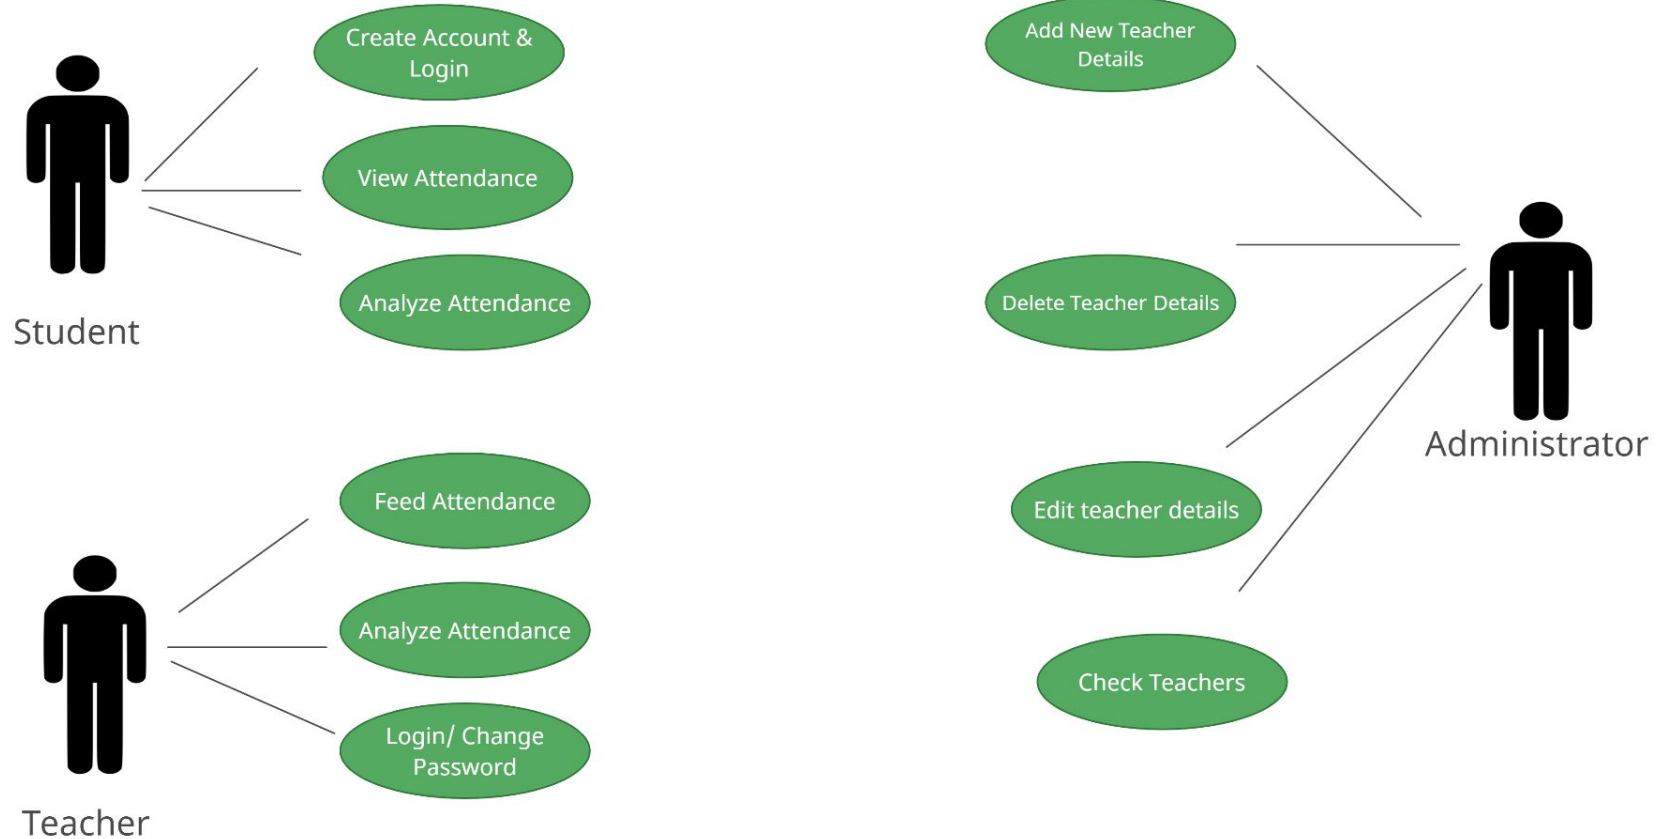 Create Account &
Login
View Attendance
Analyze Attendance
Student
Feed Attendance
Analyze Attendance
Login/ Change
Password
Teacher
Add New Teacher
Details
Delete Teacher Details
Edit teacher details
Check Teachers
Administrator